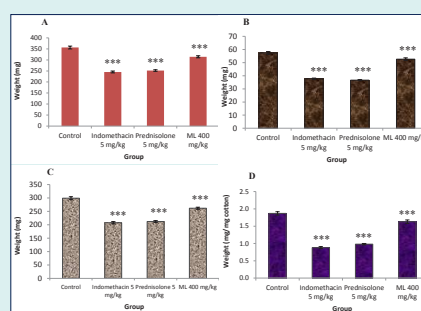 A
Weight (mg)
400
350
300
250
200
150
100
50
0
***
***
***
Control
Indomethacin
5 mg/kg
Prednisolone
5 mg/kg
ML 400
mg/kg
Group
B
Weight (mg)
70
60
50
40
30
20
10
0
***
***
***
Control
Indomethacin
5 mg/kg
Prednisolone
5 mg/kg
ML 400 mg/kg
Group
C
Weight (mg)
350
300
250
200
150
100
50
0
***
***
***
Control
Indomethacin 5
mg/kg
Prednisolone 5
mg/kg
ML 400 mg/kg
Group
D
Weight (mg/mg cotton)
2.5
2.0
1.5
1.0
0.5
0.0
***
***
***
Control
Indomethacin
5 mg/kg
Prednisolone
5 mg/kg
ML 400
mg/kg
Group